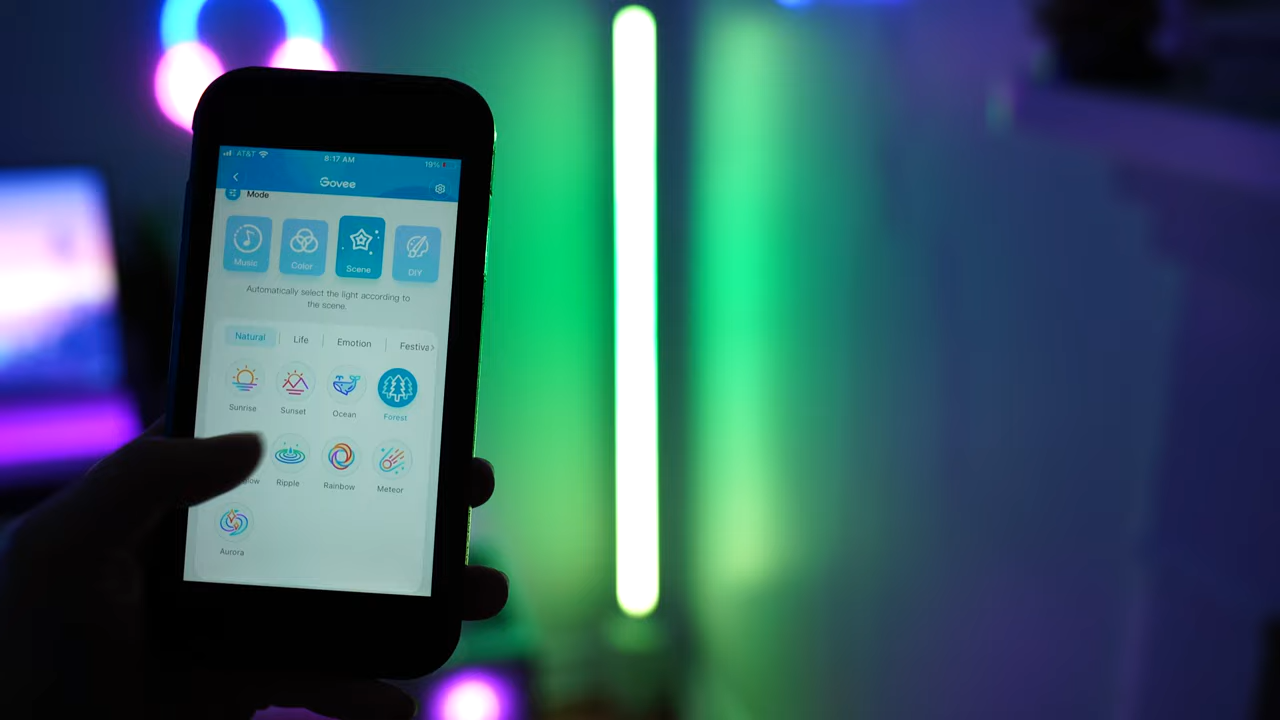 AT&T 6:17 AM 19%
Govee
Mode
Music Color Scene DIY
Automatically select the light according to
the scene.
Natural Life Emotion Festiva
Sunrise Sunset Ocean Forest
Ripple Rainbow Meteor
Aurora